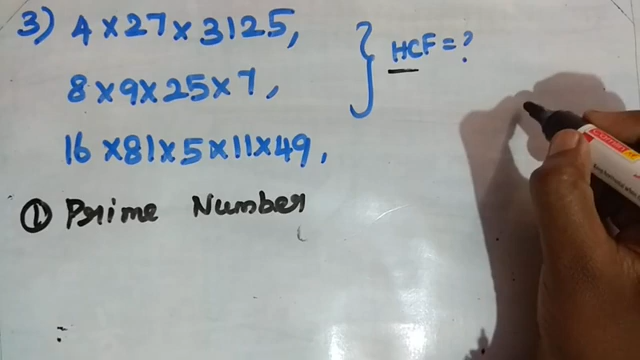 3) 4 × 27 × 3125,
8 × 9 × 25 × 7,
16 × 81 × 5 × 11 × 49,
} HCF = ?
① Prime Number